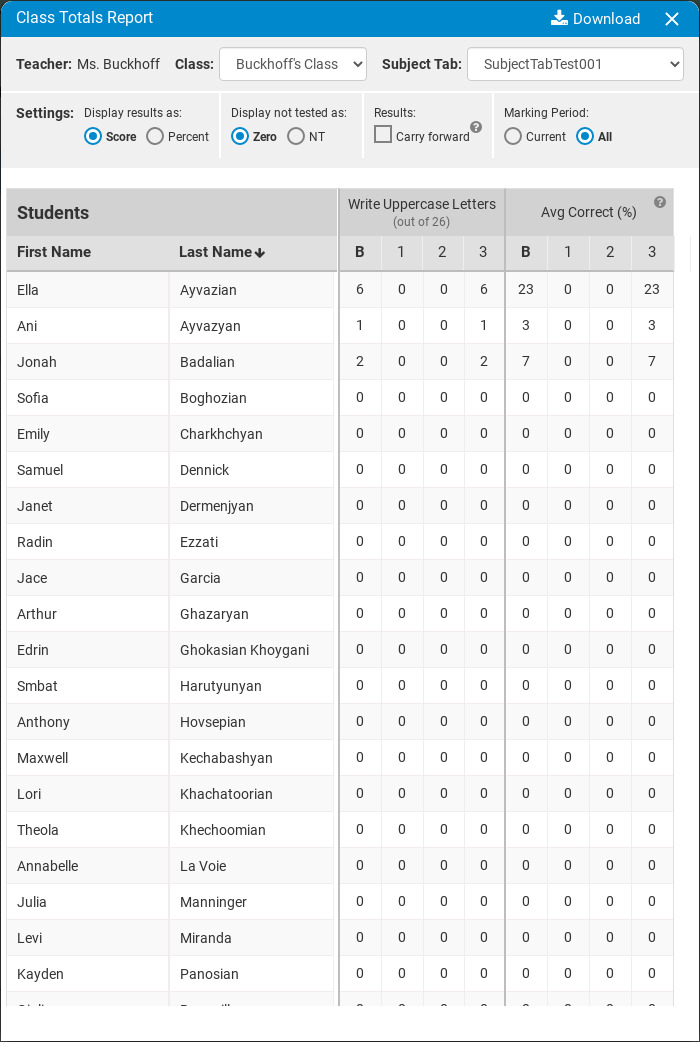 Class Totals Report Download
Teacher: Ms. Buckhoff Class: Buckhoff's Class Subject Tab: SubjectTabTest001
Settings: Display results as: Display not tested as: Results: Marking Period:
Score Percent Zero NT Carry forward ? Current All
Students Write Uppercase Letters Avg Correct (%) ?
(out of 26)
First Name Last Name B 1 2 3 B 1 2 3
Ella Ayvazian 6 0 0 6 23 0 0 23
Ani Ayvazyan 1 0 0 1 3 0 0 3
Jonah Badalian 2 0 0 2 7 0 0 7
Sofia Boghozian 0 0 0 0 0 0 0 0
Emily Charkhchyan 0 0 0 0 0 0 0 0
Samuel Dennick 0 0 0 0 0 0 0 0
Janet Dermenjyan 0 0 0 0 0 0 0 0
Radin Ezzati 0 0 0 0 0 0 0 0
Jace Garcia 0 0 0 0 0 0 0 0
Arthur Ghazaryan 0 0 0 0 0 0 0 0
Edrin Ghokasian Khoygani 0 0 0 0 0 0 0 0
Smbat Harutyunyan 0 0 0 0 0 0 0 0
Anthony Hovsepian 0 0 0 0 0 0 0 0
Maxwell Kechabashyan 0 0 0 0 0 0 0 0
Lori Khachatoorian 0 0 0 0 0 0 0 0
Theola Khechoomian 0 0 0 0 0 0 0 0
Annabelle La Voie 0 0 0 0 0 0 0 0
Julia Manninger 0 0 0 0 0 0 0 0
Levi Miranda 0 0 0 0 0 0 0 0
Kayden Panosian 0 0 0 0 0 0 0 0